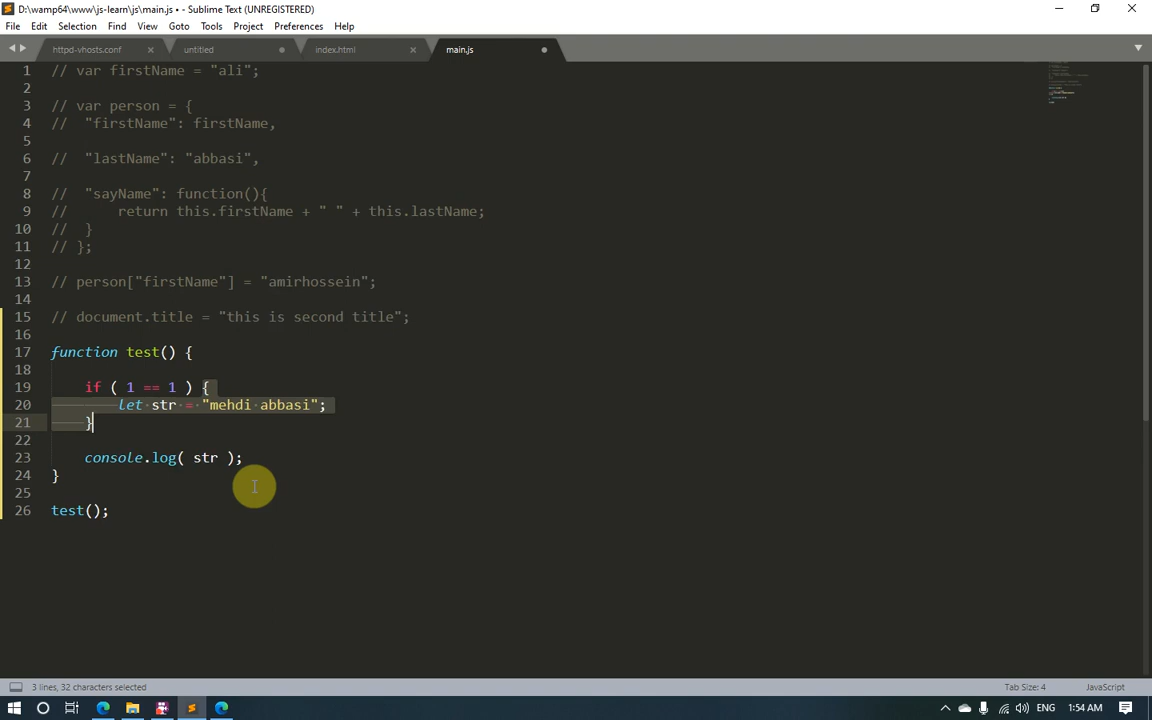 D:\wamp64\www\js-learn\js\main.js • - Sublime Text (UNREGISTERED)
File Edit Selection Find View Goto Tools Project Preferences Help
httpd-vhosts.conf untitled index.html main.js
1 // var firstName = "ali";
2
3 // var person = {
4 // "firstName": firstName,
5
6 // "lastName": "abbasi",
7
8 // "sayName": function(){
9 // return this.firstName + " " + this.lastName;
10 // }
11 // };
12
13 // person["firstName"] = "amirhossein";
14
15 // document.title = "this is second title";
16
17 function test() {
18
19 if ( 1 == 1 ) {
20 let str = "mehdi abbasi";
21 }
22
23 console.log( str );
24 }
25
26 test();
3 lines, 32 characters selected Tab Size: 4 JavaScript
ENG 1:54 AM